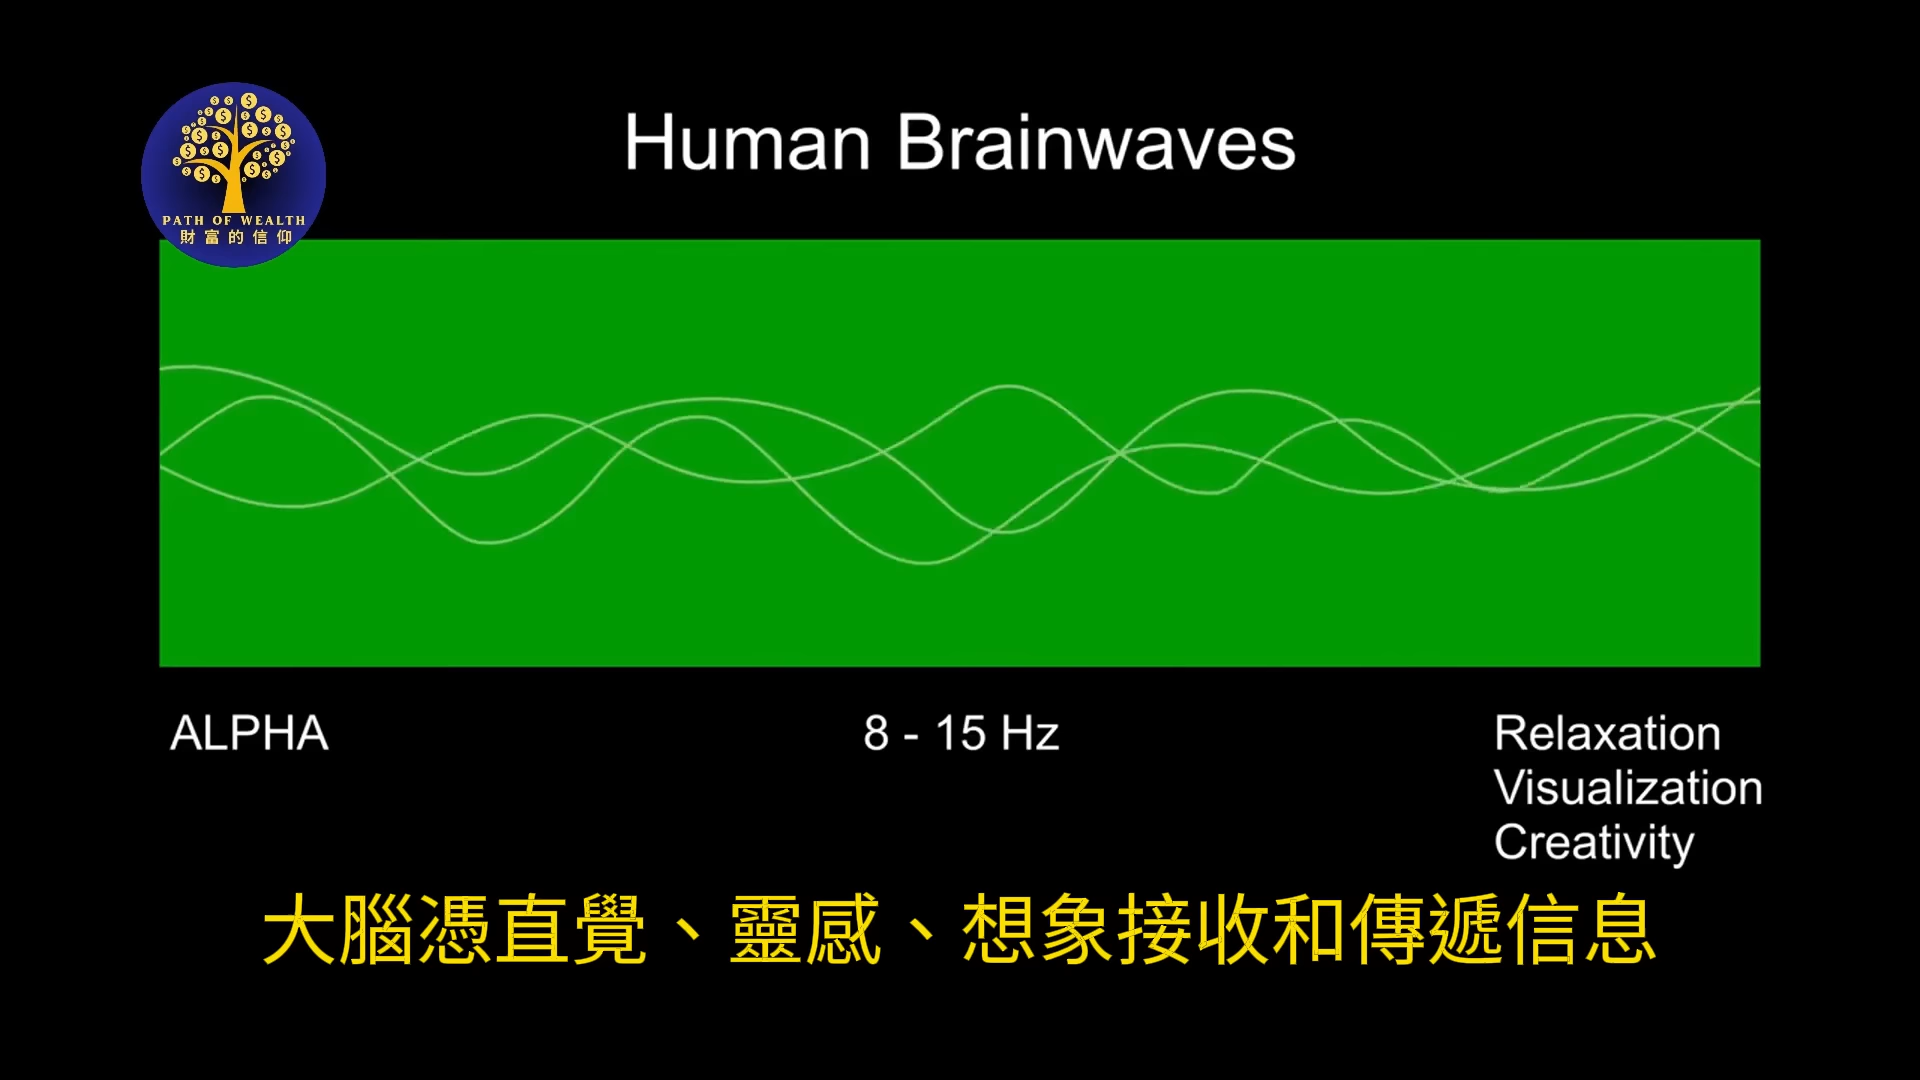 Human Brainwaves
PATH OF WEALTH
財富的信仰
ALPHA
8 - 15 Hz
Relaxation
Visualization
Creativity
大腦憑直覺、靈感、想象接收和傳遞信息